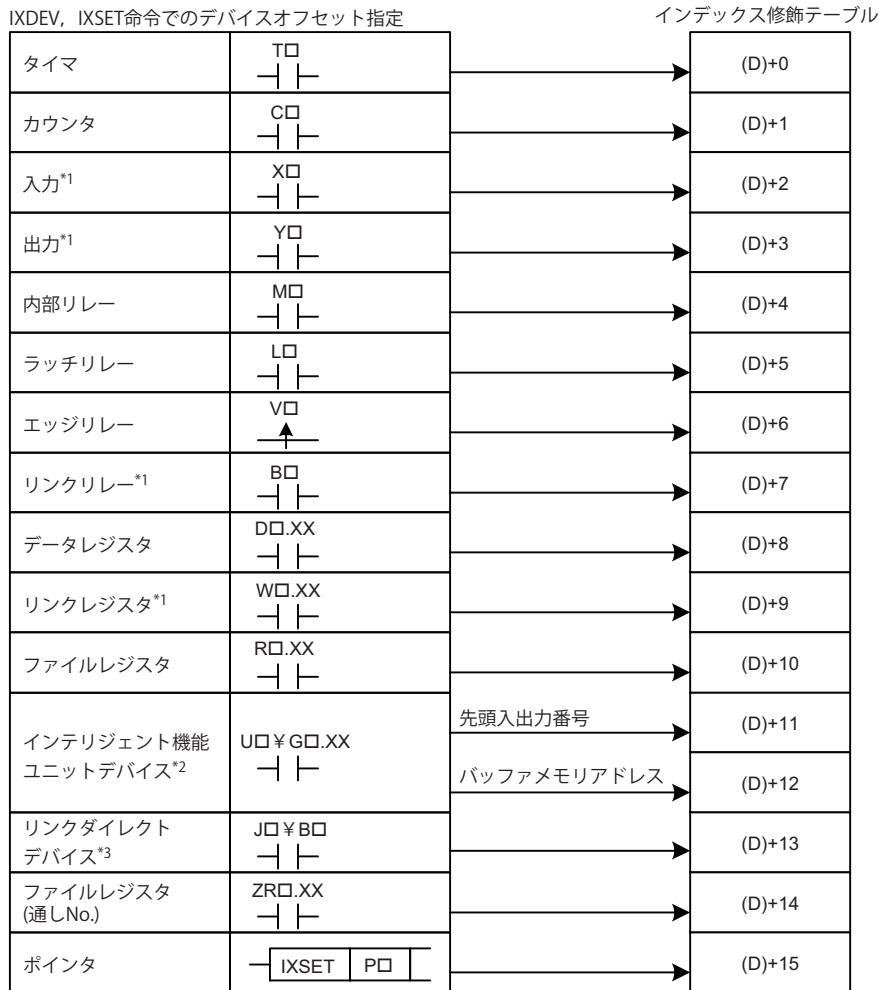 IXDEV，IXSET命令でのデバイスオフセット指定
インデックス修飾テーブル
タイマ
T□
(D)+0
カウンタ
C□
(D)+1
入力*1
X□
(D)+2
出力*1
Y□
(D)+3
内部リレー
M□
(D)+4
ラッチリレー
L□
(D)+5
エッジリレー
V□
(D)+6
リンクリレー*1
B□
(D)+7
データレジスタ
D□.XX
(D)+8
リンクレジスタ*1
W□.XX
(D)+9
ファイルレジスタ
R□.XX
(D)+10
インテリジェント機能
ユニットデバイス*2
U□￥G□.XX
先頭入出力番号
(D)+11
バッファメモリアドレス
(D)+12
リンクダイレクト
デバイス*3
J□￥B□
(D)+13
ファイルレジスタ
(通しNo.)
ZR□.XX
(D)+14
ポインタ
IXSET P□
(D)+15